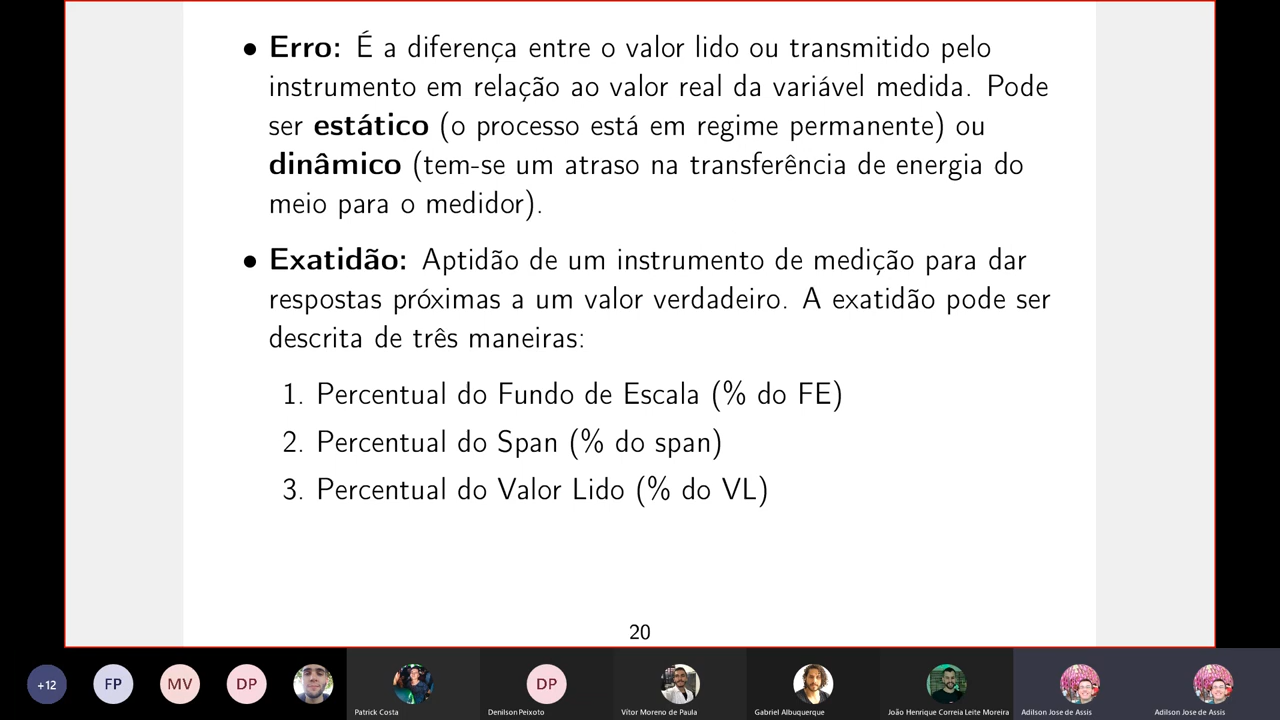 • Erro: É a diferença entre o valor lido ou transmitido pelo
instrumento em relação ao valor real da variável medida. Pode
ser estático (o processo está em regime permanente) ou
dinâmico (tem-se um atraso na transferência de energia do
meio para o medidor).
• Exatidão: Aptidão de um instrumento de medição para dar
respostas próximas a um valor verdadeiro. A exatidão pode ser
descrita de três maneiras:
1. Percentual do Fundo de Escala (% do FE)
2. Percentual do Span (% do span)
3. Percentual do Valor Lido (% do VL)
20
+12 FP MV DP DP
Patrick Costa Denilson Peixoto Vítor Moreno de Paula Gabriel Albuquerque João Henrique Correia Leite Moreira Adilson Jose de Assis Adilson Jose de Assis